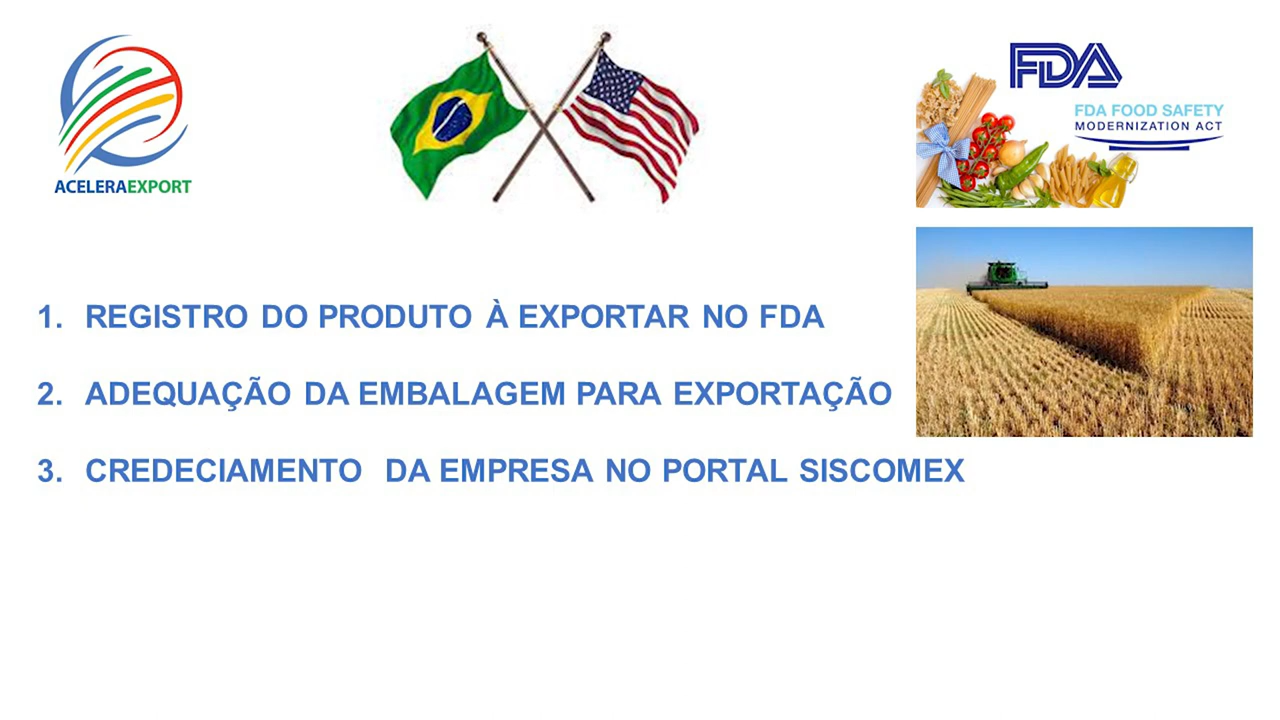 ACELERAEXPORT
FDA
FDA FOOD SAFETY
MODERNIZATION ACT
1. REGISTRO DO PRODUTO À EXPORTAR NO FDA
2. ADEQUAÇÃO DA EMBALAGEM PARA EXPORTAÇÃO
3. CREDECIAMENTO DA EMPRESA NO PORTAL SISCOMEX